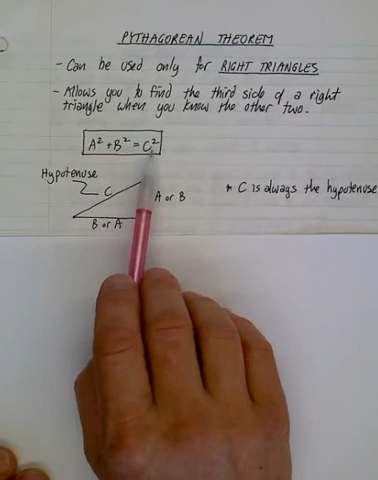 PYTHAGOREAN THEOREM
- Can be used only for RIGHT TRIANGLES
- Allows you to find the third side of a right
triangle when you know the other two.
A² + B² = C²
Hypotenuse
C
A or B
* C is always the hypotenuse
B or A